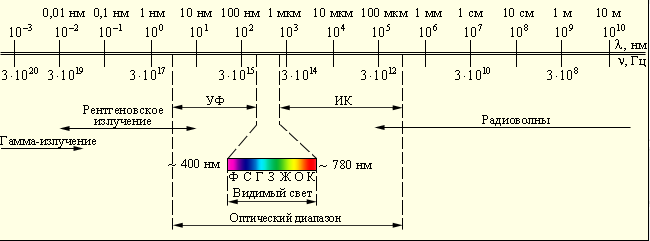 0,01 нм 0,1 нм 1 нм 10 нм 100 нм 1 мкм 10 мкм 100 мкм 1 мм 1 см 10 см 1 м 10 м
10⁻³ 10⁻² 10⁻¹ 10⁰ 10¹ 10² 10³ 10⁴ 10⁵ 10⁶ 10⁷ 10⁸ 10⁹ 10¹⁰ λ, нм
3·10²⁰ 3·10¹⁹ 3·10¹⁷ 3·10¹⁵ 3·10¹⁴ 3·10¹² 3·10¹⁰ 3·10⁸ ν, Гц
Рентгеновское
излучение
УФ
ИК
Радиоволны
Гамма-излучение
~ 400 нм
~ 780 нм
Ф С Г З Ж О К
Видимый свет
Оптический диапазон